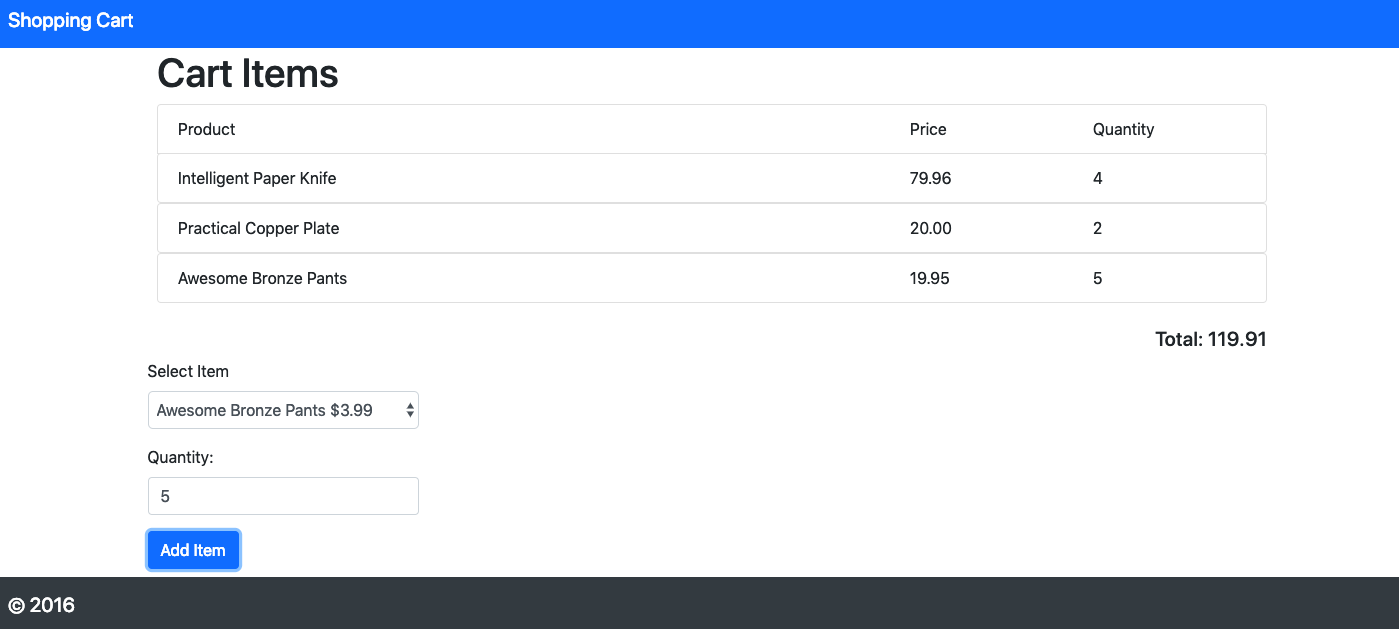 Shopping Cart
Cart Items
Product Price Quantity
Intelligent Paper Knife 79.96 4
Practical Copper Plate 20.00 2
Awesome Bronze Pants 19.95 5
Total: 119.91
Select Item
Awesome Bronze Pants $3.99
Quantity:
5
Add Item
© 2016